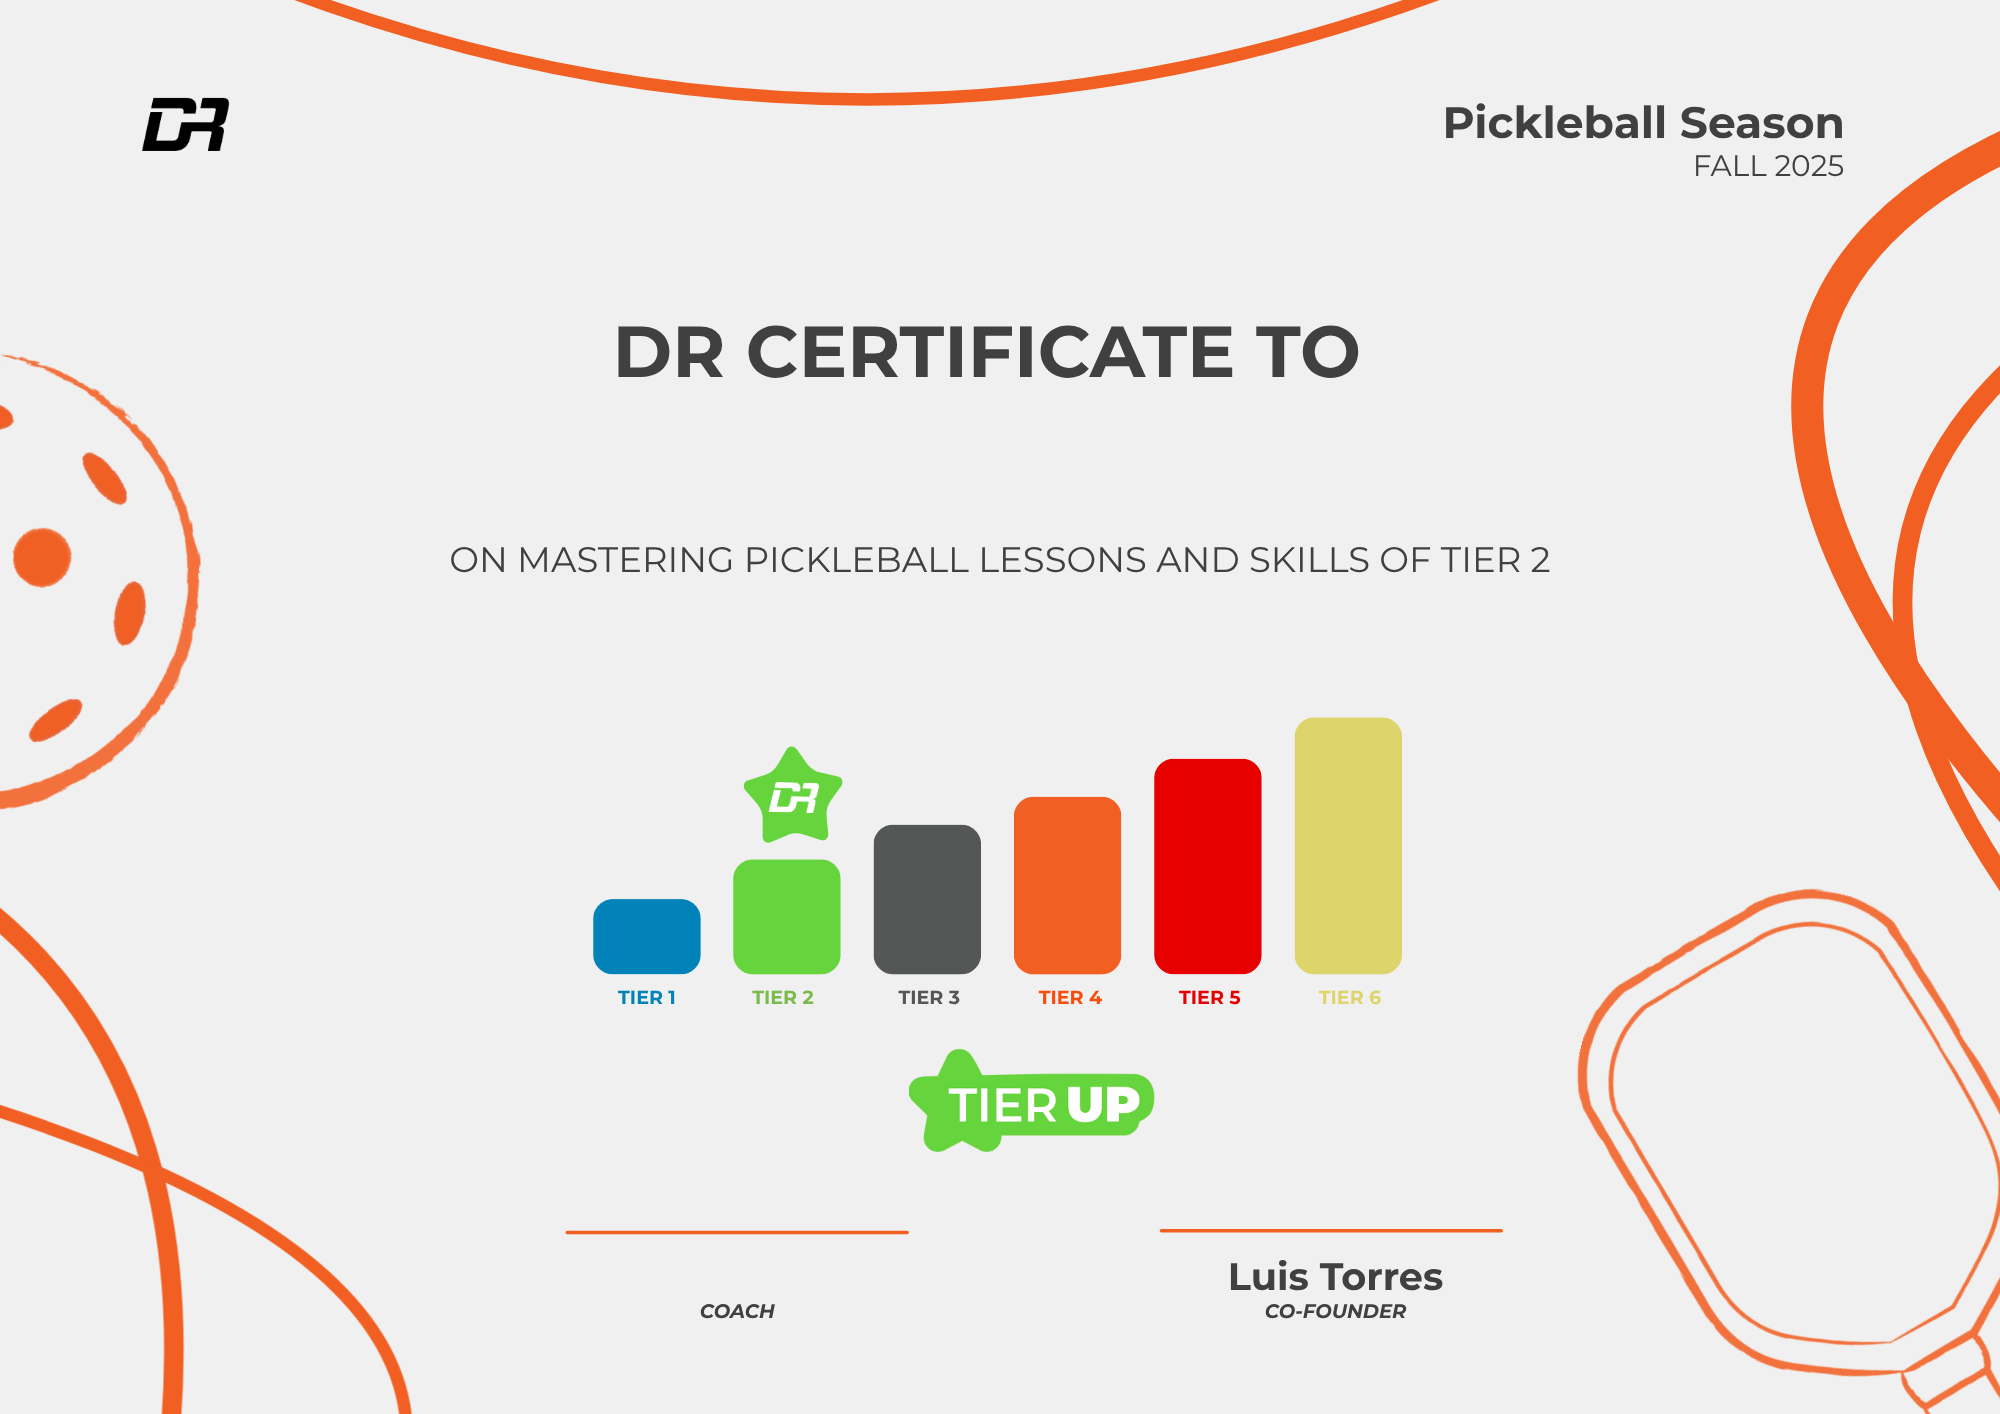 DR
Pickleball Season
FALL 2025
DR CERTIFICATE TO
ON MASTERING PICKLEBALL LESSONS AND SKILLS OF TIER 2
DR
TIER 1
TIER 2
TIER 3
TIER 4
TIER 5
TIER 6
TIER UP
COACH
Luis Torres
CO-FOUNDER